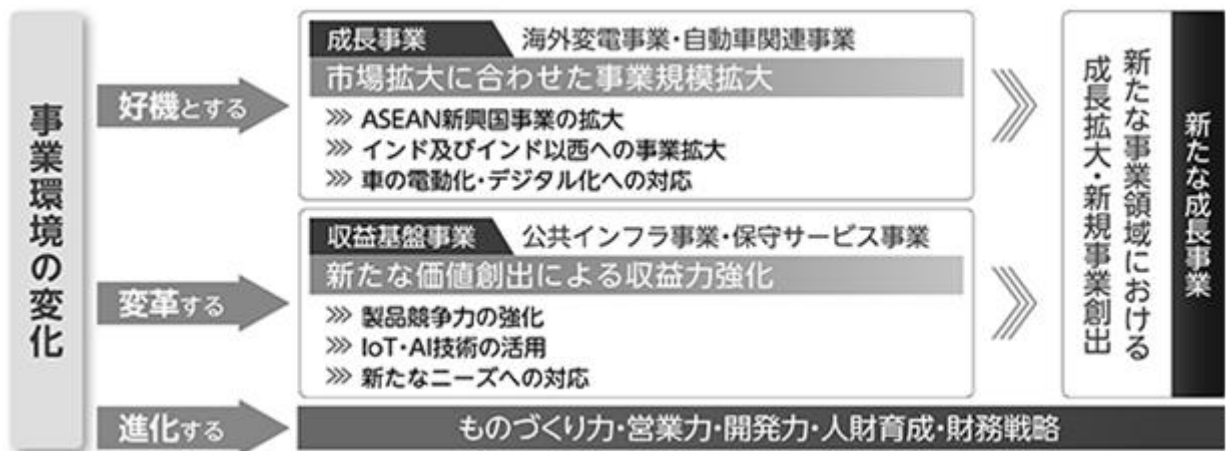 事業環境の変化
好機とする
成長事業
海外変電事業・自動車関連事業
市場拡大に合わせた事業規模拡大
ASEAN新興国事業の拡大
インド及びインド以西への事業拡大
車の電動化・デジタル化への対応
変革する
収益基盤事業
公共インフラ事業・保守サービス事業
新たな価値創出による収益力強化
製品競争力の強化
IoT・AI技術の活用
新たなニーズへの対応
進化する
ものづくり力・営業力・開発力・人財育成・財務戦略
新たな成長事業
新たな事業領域における
成長拡大・新規事業創出